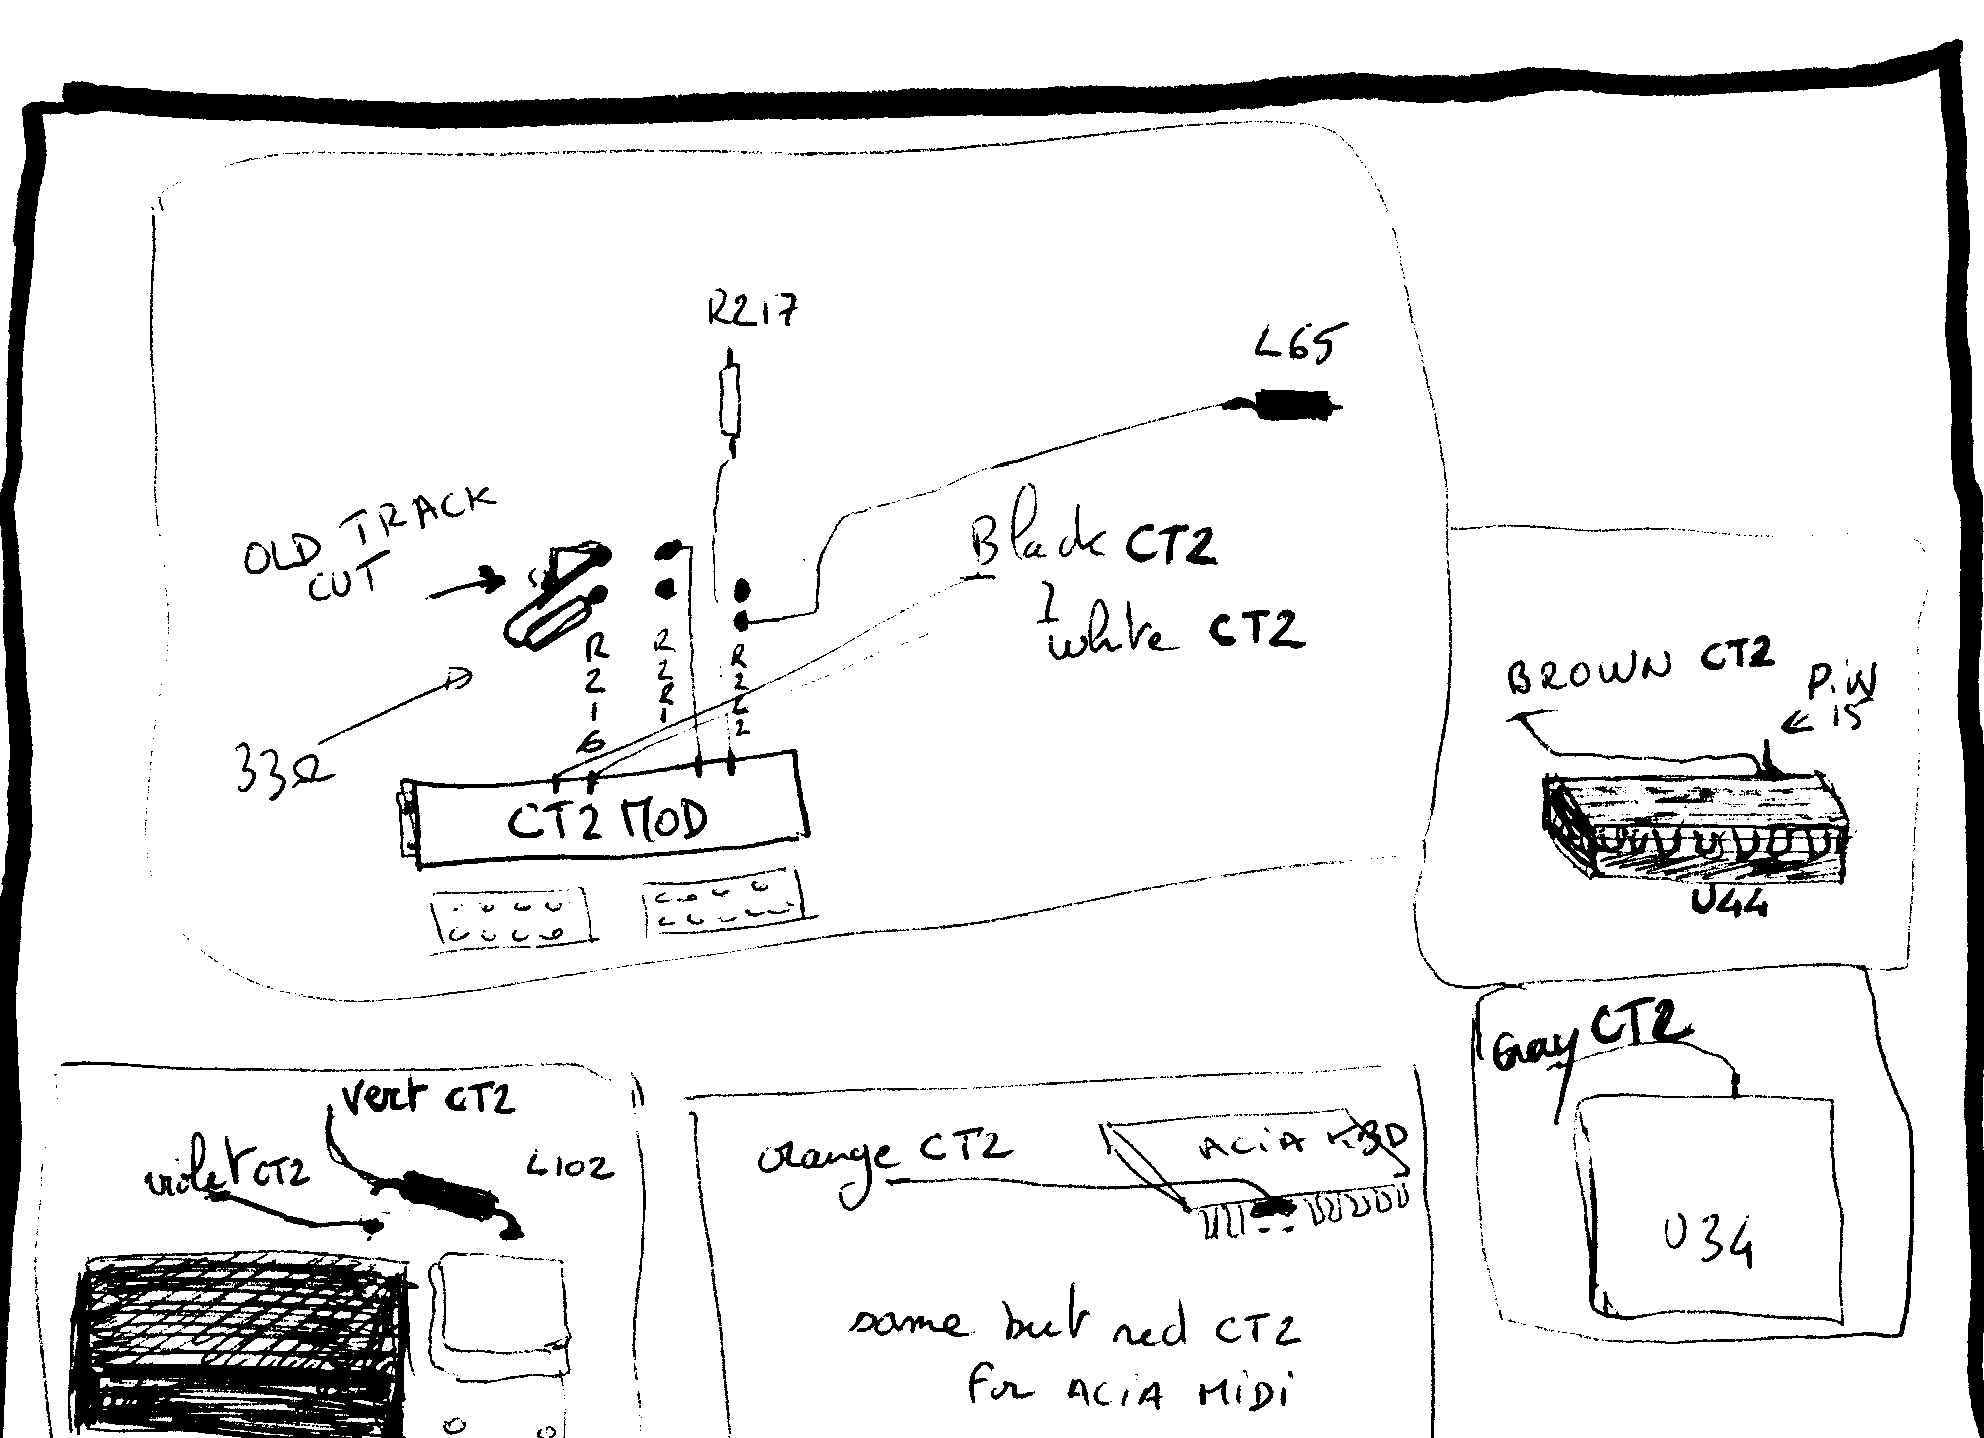 R217
L65
OLD TRACK
CUT
Black CT2
white CT2
R216
R222
33Ω
CT2 MOD
BROWN CT2
PiN
15
U44
Gray CT2
U34
vert CT2
violet CT2
L102
orange CT2
ACiA KBD
same but red CT2
For ACiA MiDi